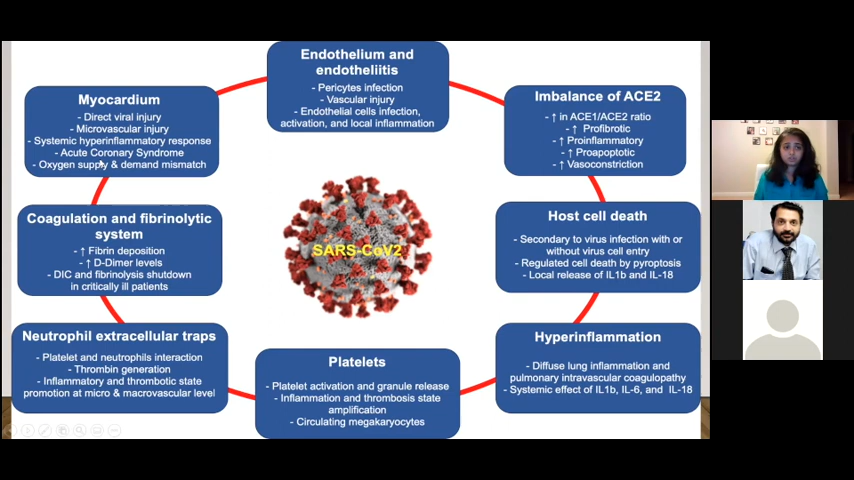 Endothelium and
endotheliitis
- Pericytes infection
- Vascular injury
- Endothelial cells infection,
activation, and local inflammation
Myocardium
- Direct viral injury
- Microvascular injury
- Systemic hyperinflammatory response
- Acute Coronary Syndrome
- Oxygen supply & demand mismatch
Imbalance of ACE2
- ↑ in ACE1/ACE2 ratio
- ↑ Profibrotic
- ↑ Proinflammatory
- ↑ Proapoptotic
- ↑ Vasoconstriction
Coagulation and fibrinolytic
system
- ↑ Fibrin deposition
- ↑ D-Dimer levels
- DIC and fibrinolysis shutdown
in critically ill patients
SARS-CoV2
Host cell death
- Secondary to virus infection with or
without virus cell entry
- Regulated cell death by pyroptosis
- Local release of IL1b and IL-18
Neutrophil extracellular traps
- Platelet and neutrophils interaction
- Thrombin generation
- Inflammatory and thrombotic state
promotion at micro & macrovascular level
Platelets
- Platelet activation and granule release
- Inflammation and thrombosis state
amplification
- Circulating megakaryocytes
Hyperinflammation
- Diffuse lung inflammation and
pulmonary intravascular coagulopathy
- Systemic effect of IL1b, IL-6, and IL-18